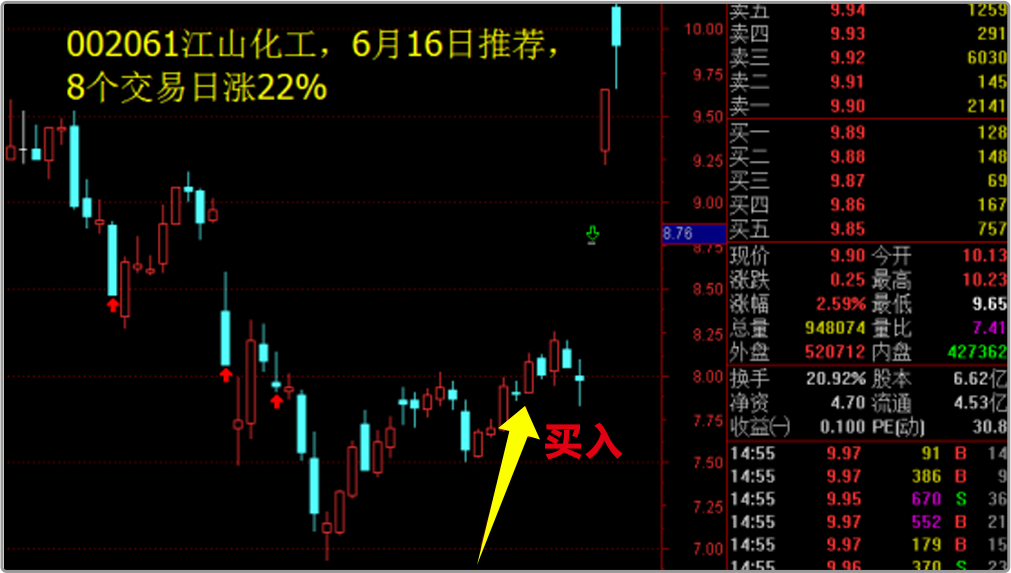 002061江山化工，6月16日推荐，
8个交易日涨22%
买入
10.00
9.75
9.50
9.25
9.00
8.76
8.75
8.50
8.25
8.00
7.75
7.50
7.25
7.00
卖五 9.94 1259
卖四 9.93 291
卖三 9.92 6030
卖二 9.91 145
卖一 9.90 2141
买一 9.89 128
买二 9.88 148
买三 9.87 69
买四 9.86 167
买五 9.85 757
现价 9.90 今开 10.13
涨跌 0.25 最高 10.23
涨幅 2.59% 最低 9.65
总量 948074 量比 7.41
外盘 520712 内盘 427362
换手 20.92% 股本 6.62亿
净资 4.70 流通 4.53亿
收益㈠ 0.100 PE(动) 30.8
14:55 9.97 91 B 14
14:55 9.97 386 B 9
14:55 9.95 670 S 36
14:55 9.97 552 B 21
14:55 9.97 179 B 15
14:55 9.96 370 S 23